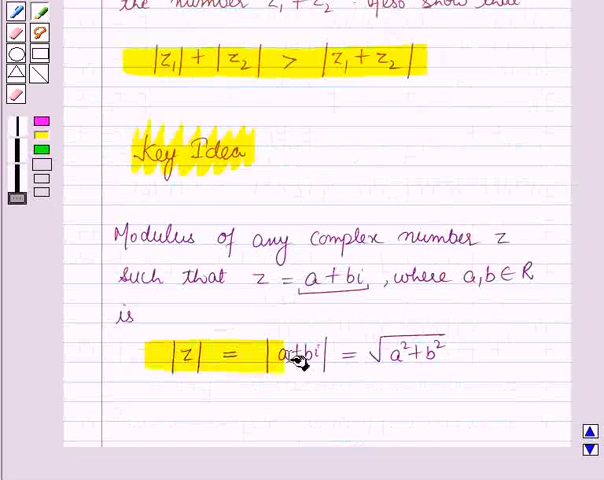 the number z₁ + z₂ . Also show that
|z₁| + |z₂| > |z₁ + z₂|
Key Idea
Modulus of any complex number z
such that z = a + bi , where a, b ∈ R
is
|z| = |a+bi| = √(a² + b²)